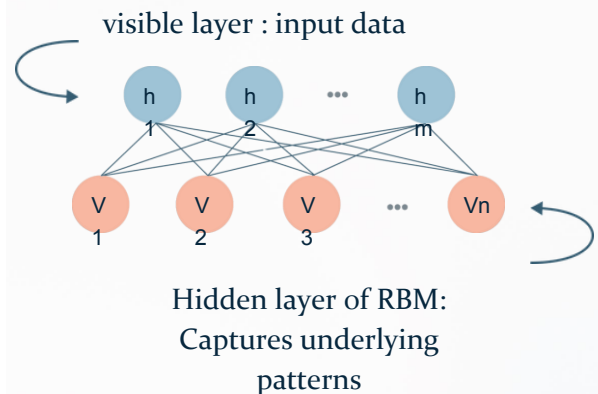 visible layer : input data
h h ... h
1 2 m
V V V ... Vn
1 2 3
Hidden layer of RBM:
Captures underlying
patterns